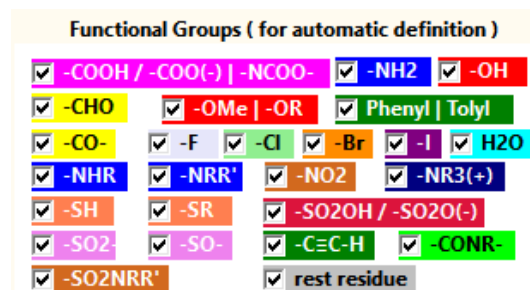 Functional Groups ( for automatic definition )
-COOH / -COO(-) | -NCOO- -NH2 -OH
-CHO -OMe | -OR Phenyl | Tolyl
-CO- -F -Cl -Br -I H2O
-NHR -NRR' -NO2 -NR3(+)
-SH -SR -SO2OH / -SO2O(-)
-SO2- -SO- -C≡C-H -CONR-
-SO2NRR' rest residue